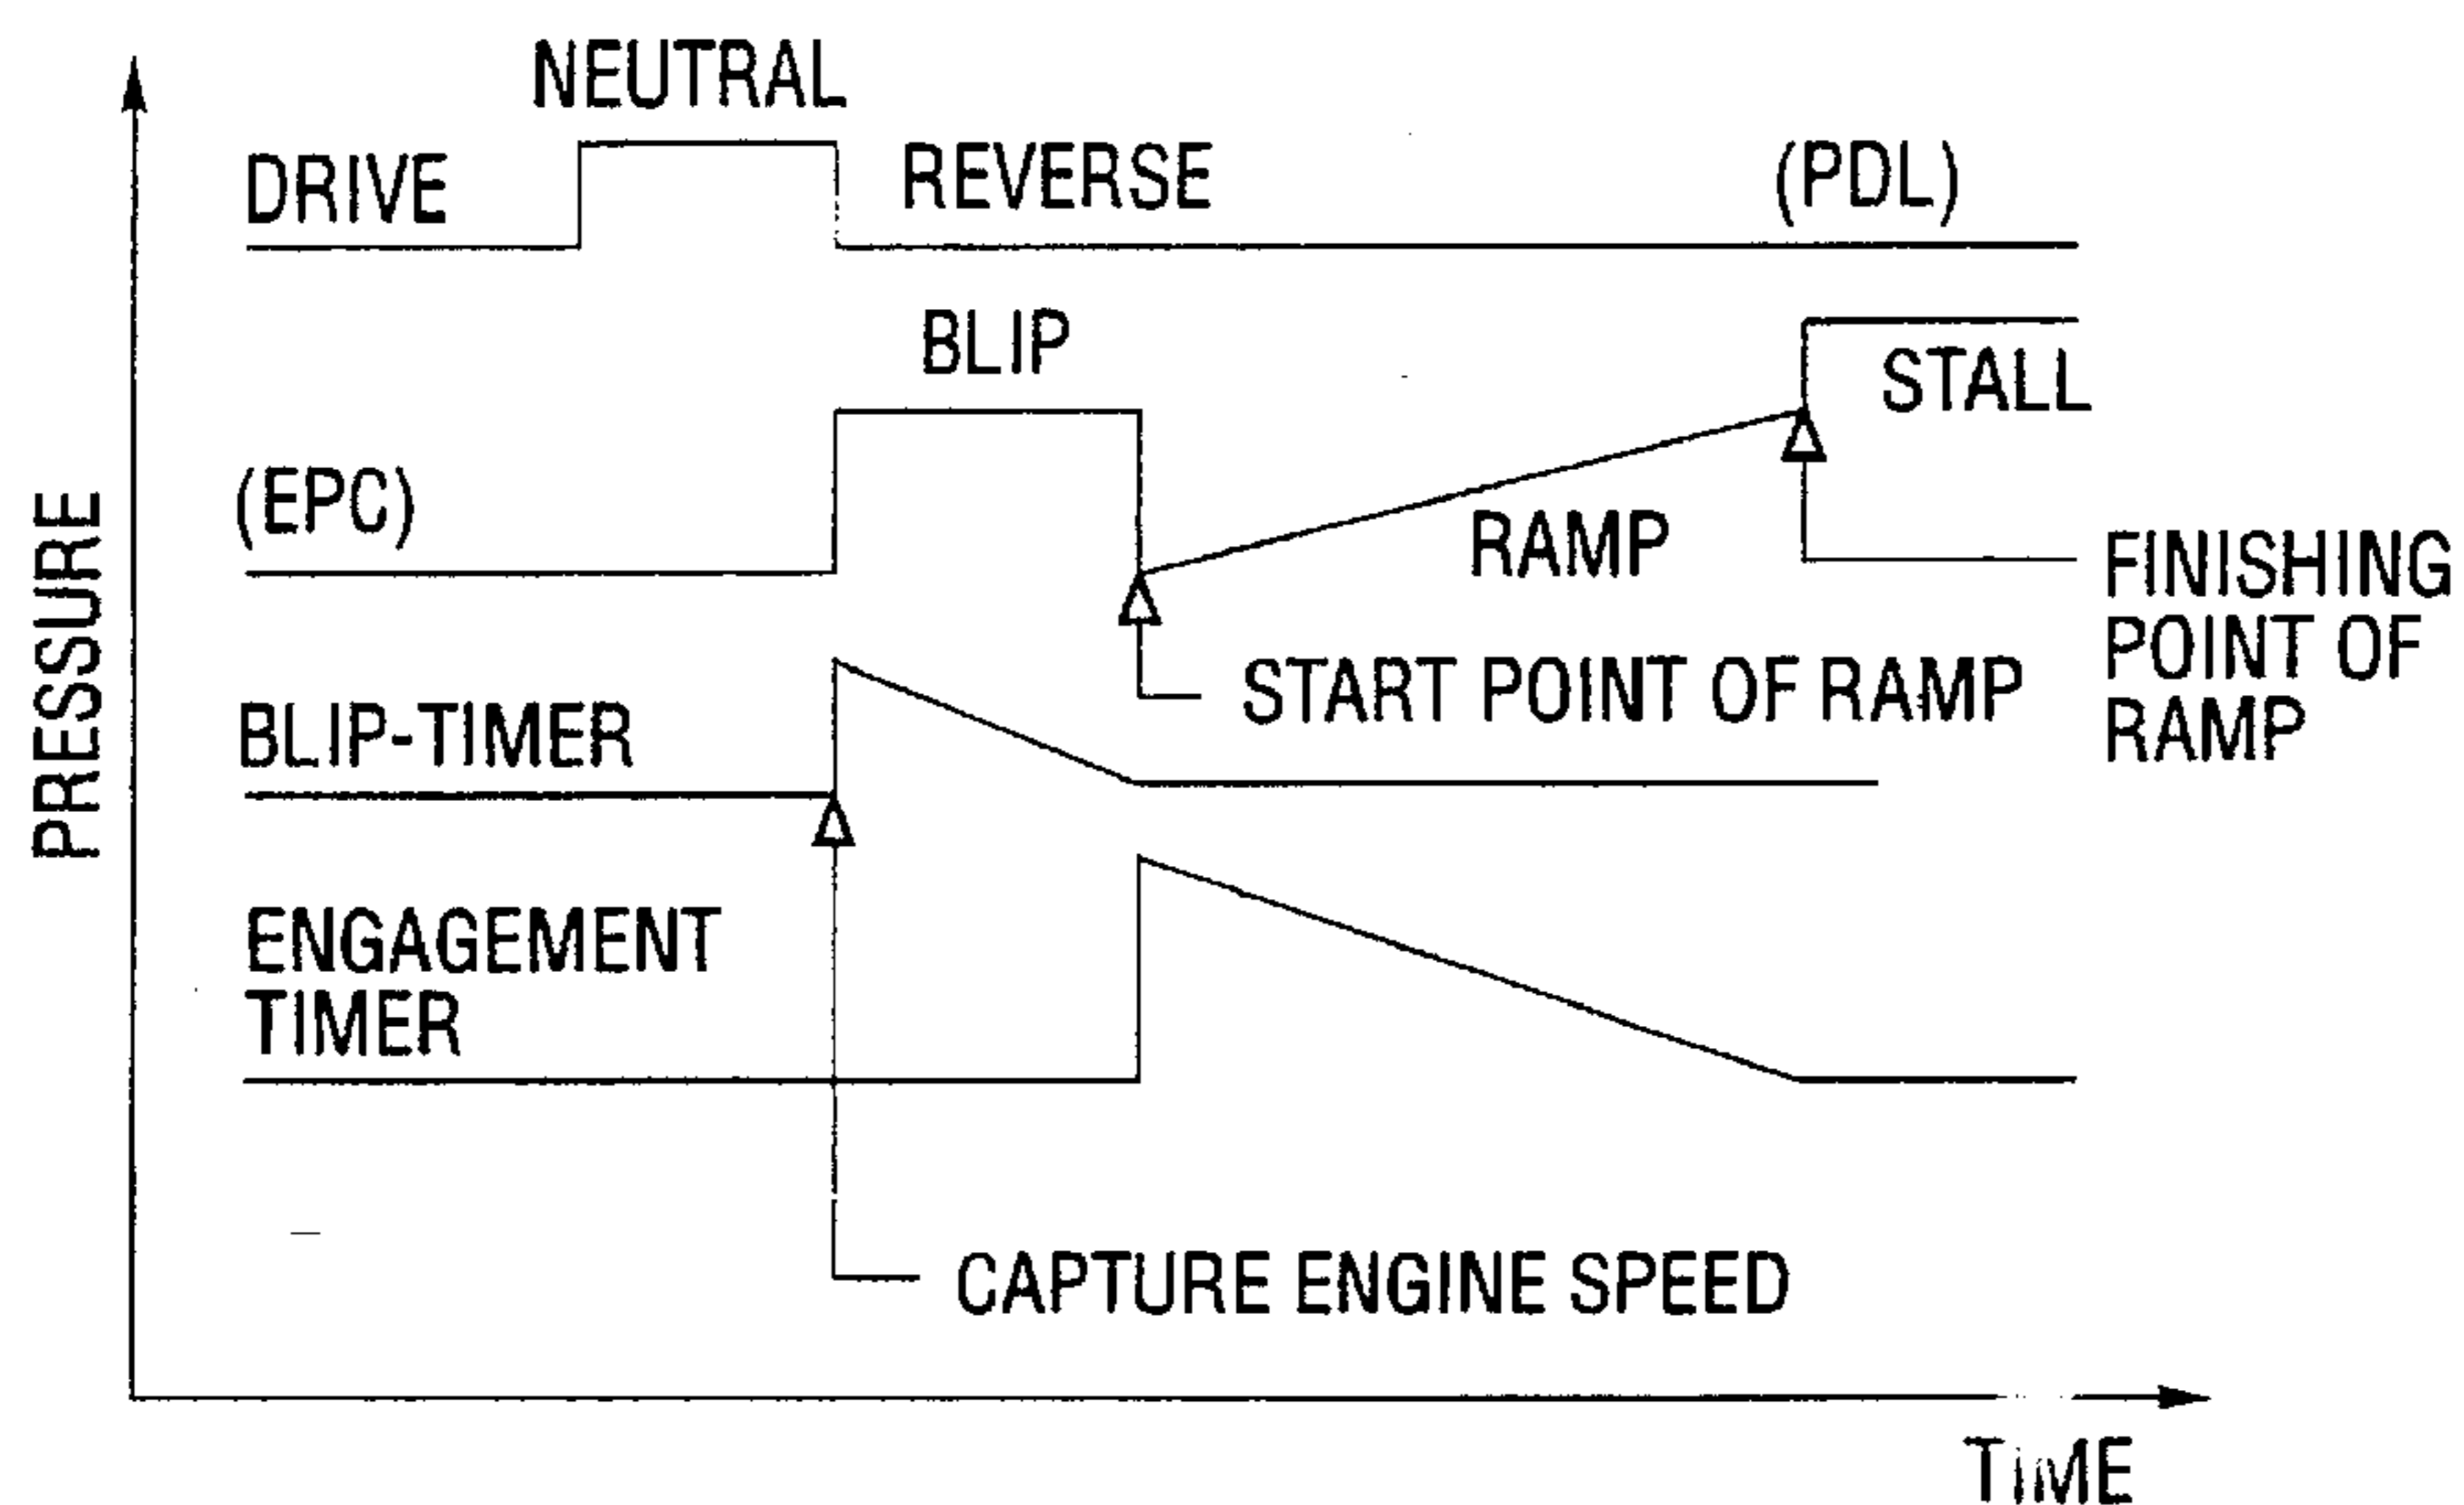 NEUTRAL
DRIVE
REVERSE
(PDL)
BLIP
STALL
(EPC)
RAMP
FINISHING
POINT OF
RAMP
START POINT OF RAMP
BLIP-TIMER
PRESSURE
ENGAGEMENT
TIMER
CAPTURE ENGINE SPEED
TIME